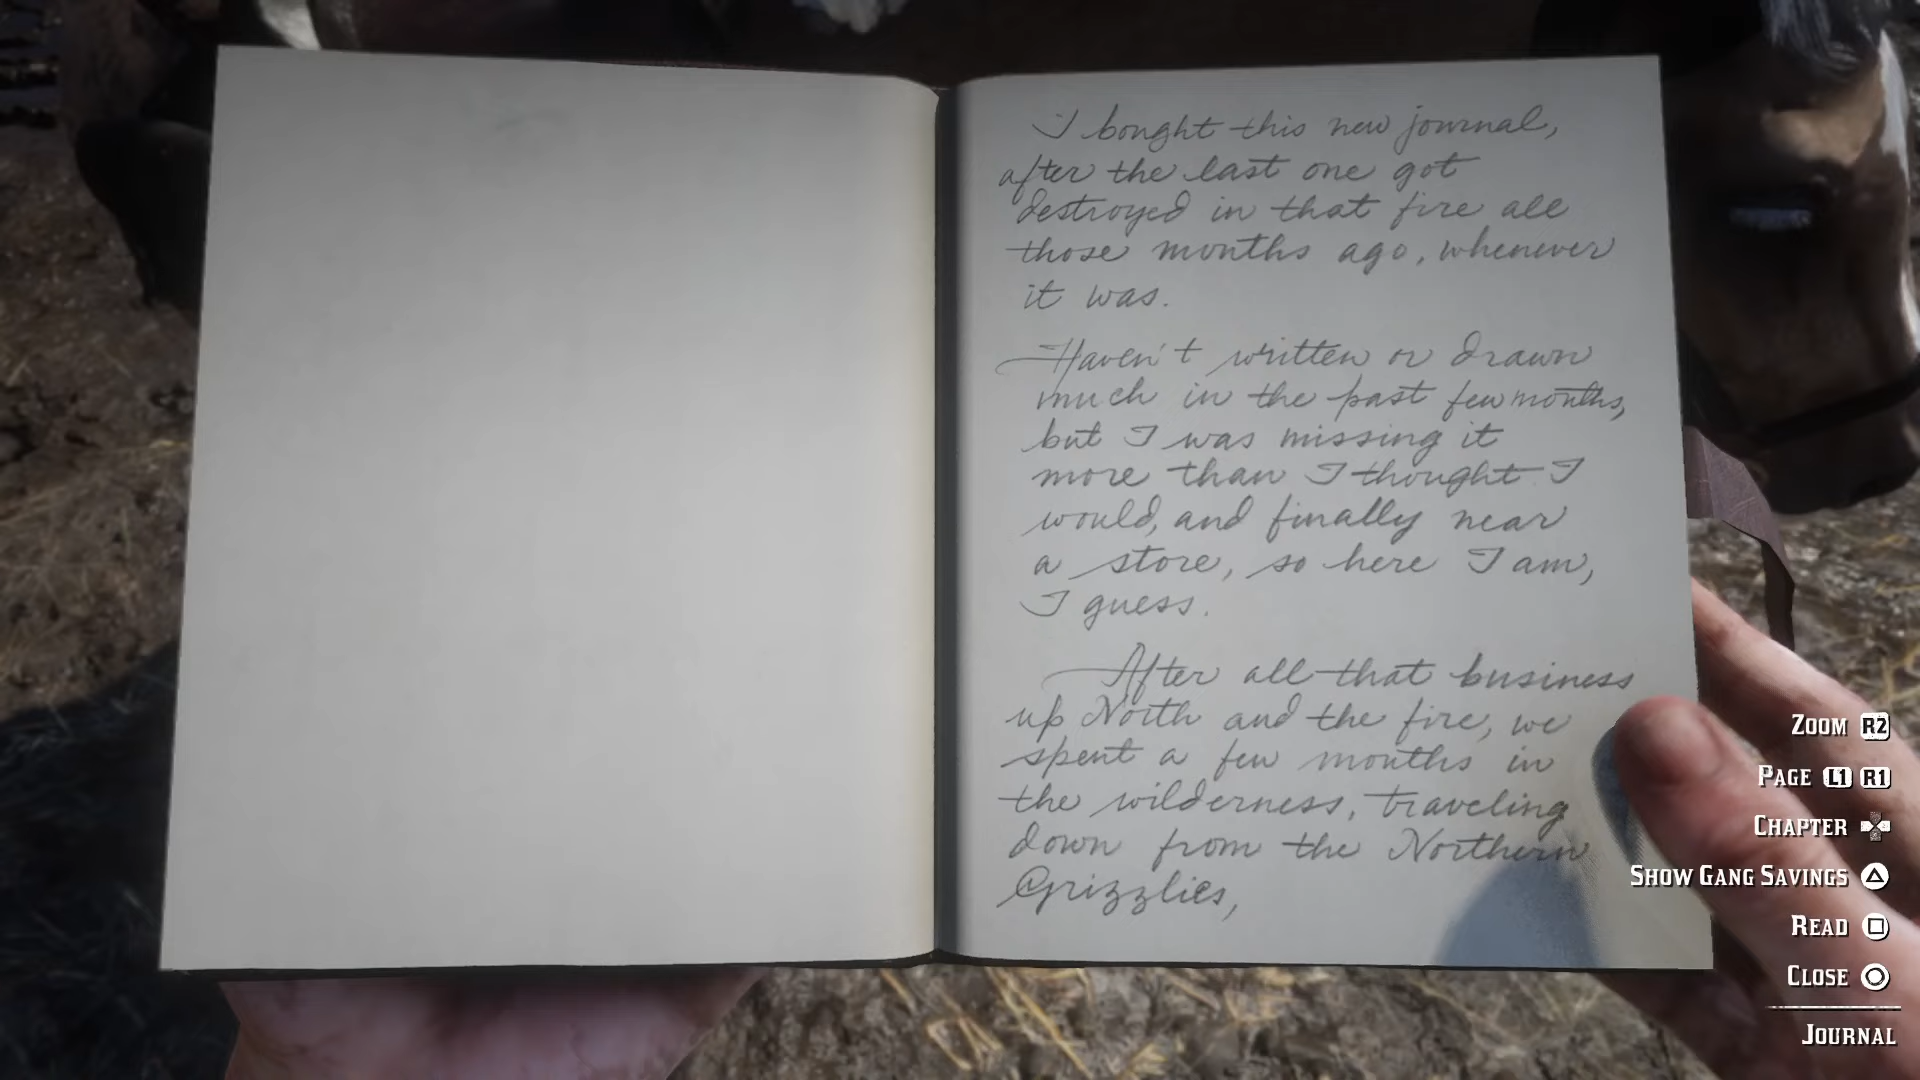 I bought this new journal,
after the last one got
destroyed in that fire all
those months ago, whenever
it was.
Haven't written or drawn
much in the past few months,
but I was missing it
more than I thought I
would, and finally near
a store, so here I am,
I guess.
After all that business
up North and the fire, we
spent a few months in
the wilderness, traveling
down from the Northern
Grizzlies,
ZOOM R2
PAGE L1 R1
CHAPTER
SHOW GANG SAVINGS
READ
CLOSE
JOURNAL